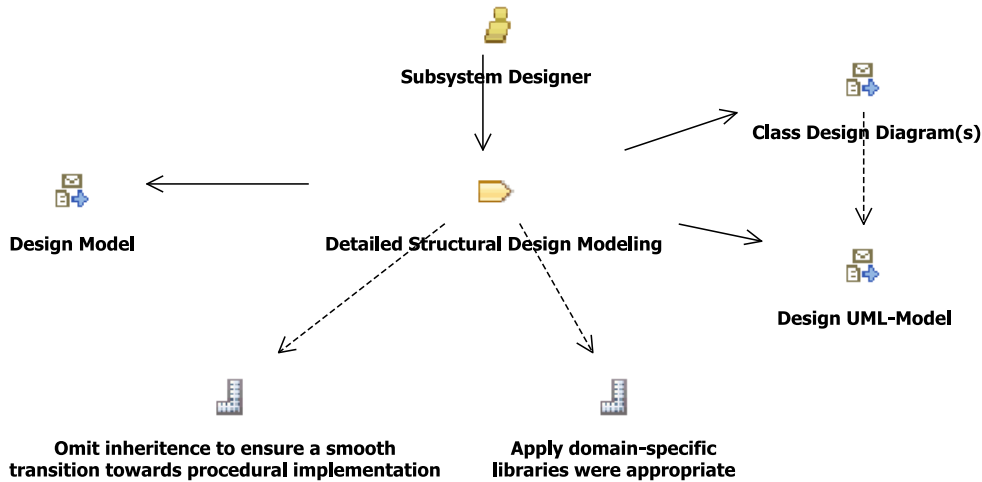 Subsystem Designer
Class Design Diagram(s)
Design Model
Detailed Structural Design Modeling
Design UML-Model
Omit inheritence to ensure a smooth
transition towards procedural implementation
Apply domain-specific
libraries were appropriate